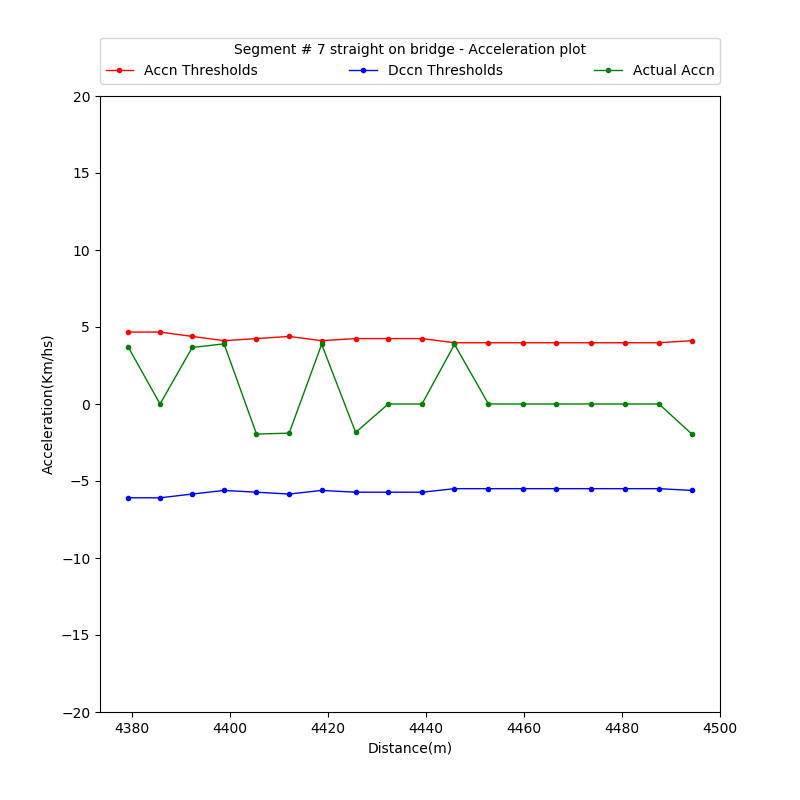 Segment # 7 straight on bridge - Acceleration plot
Accn Thresholds Dccn Thresholds Actual Accn
20
15
10
5
0
−5
−10
−15
−20
Acceleration(Km/hs)
4380 4400 4420 4440 4460 4480 4500
Distance(m)